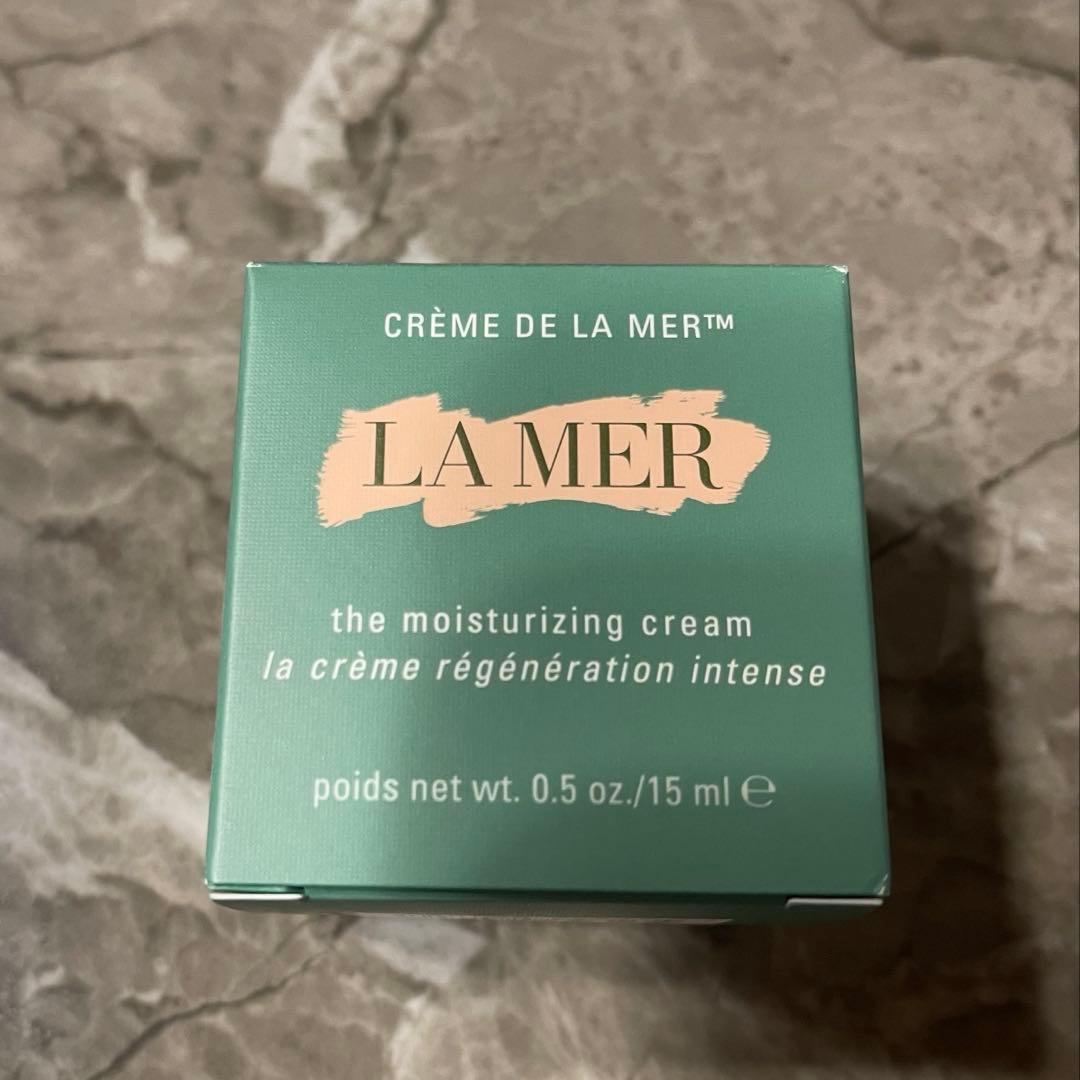 CRÈME DE LA MER™
LA MER
the moisturizing cream
la crème régénération intense
poids net wt. 0.5 oz./15 ml ℮